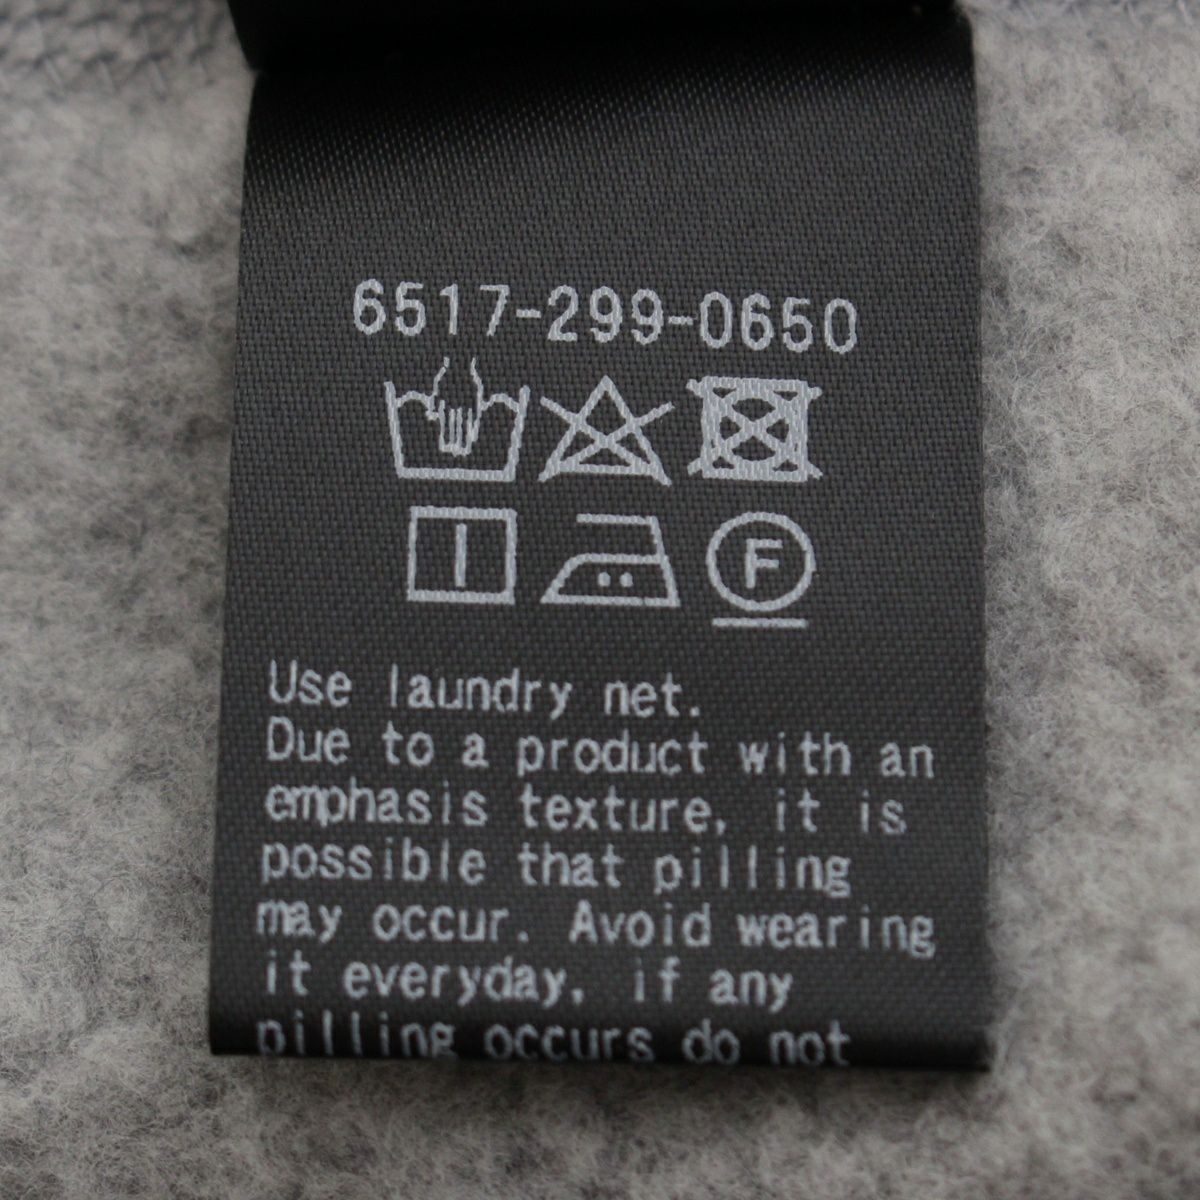 6517-299-0650
F
Use laundry net.
Due to a product with an
emphasis texture, it is
possible that pilling
may occur. Avoid wearing
it everyday, if any
pilling occurs do not